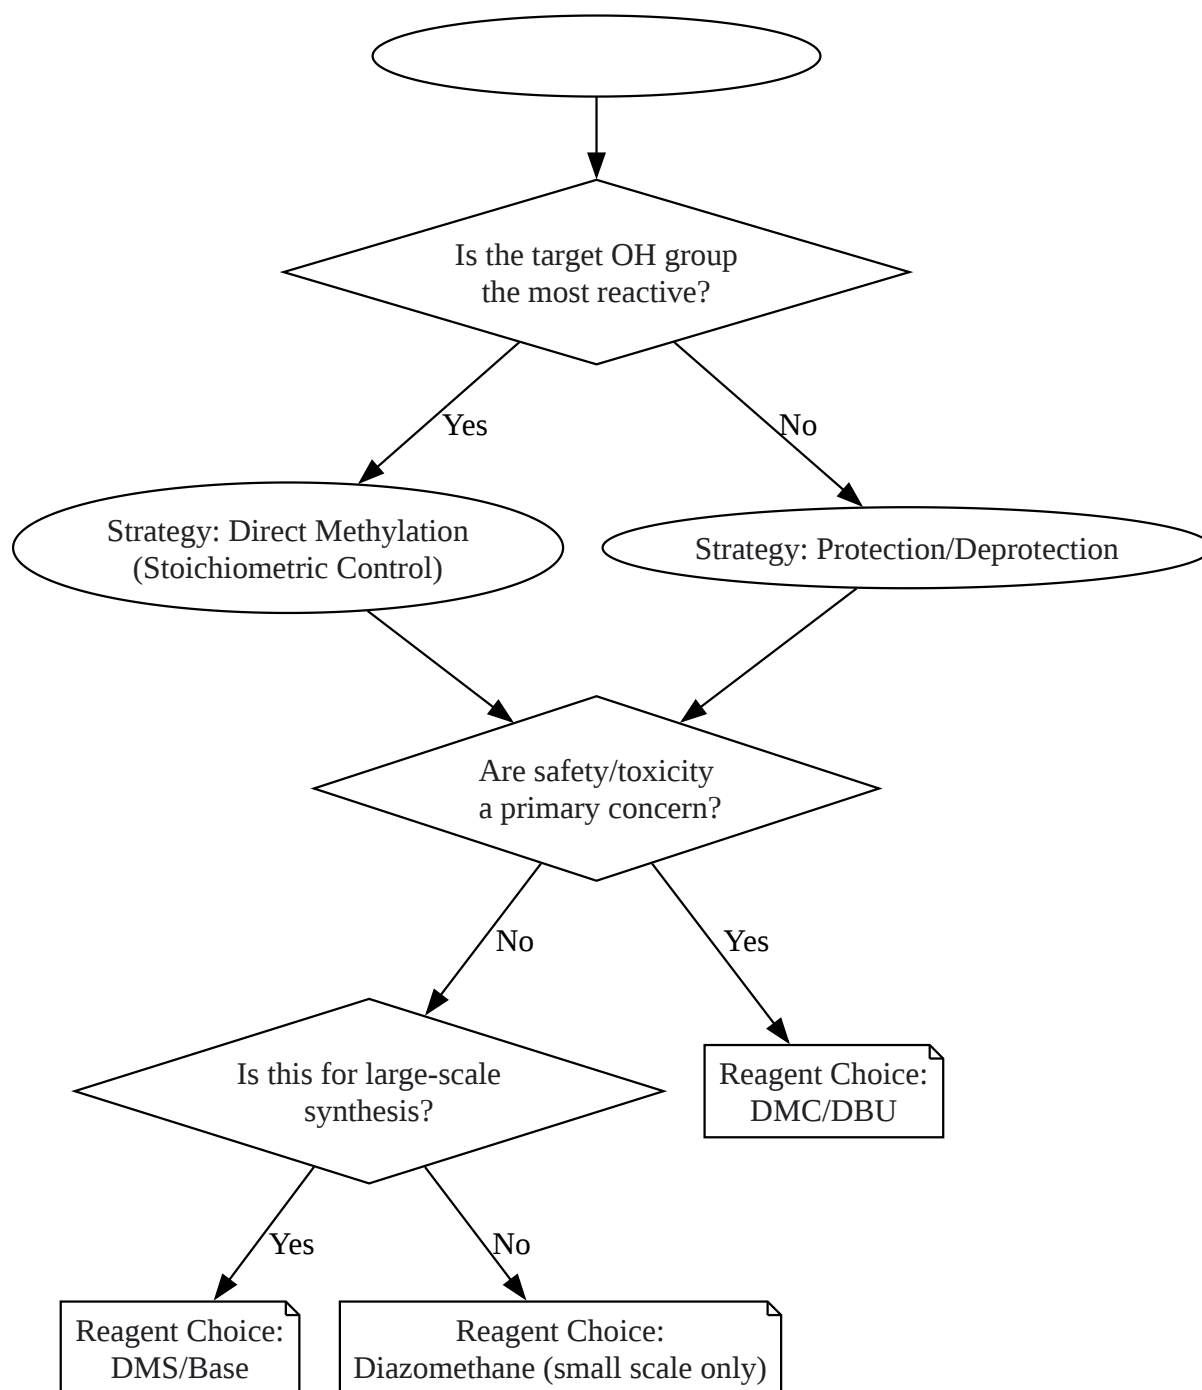 Is the target OH group
the most reactive?
Yes
No
Strategy: Direct Methylation
(Stoichiometric Control)
Strategy: Protection/Deprotection
Are safety/toxicity
a primary concern?
No
Yes
Is this for large-scale
synthesis?
Reagent Choice:
DMC/DBU
Yes
No
Reagent Choice:
DMS/Base
Reagent Choice:
Diazomethane (small scale only)